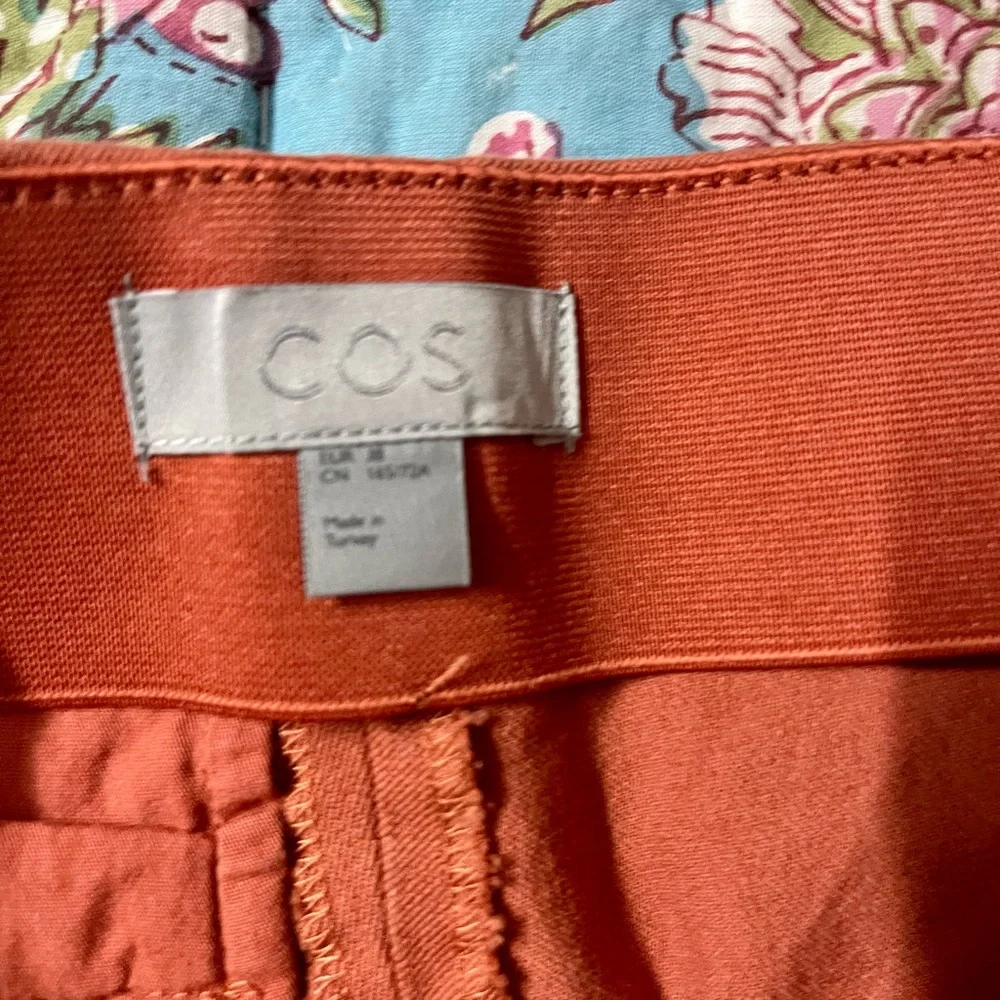 COS
EUR 38
CN 165/72A
Made in
Turkey